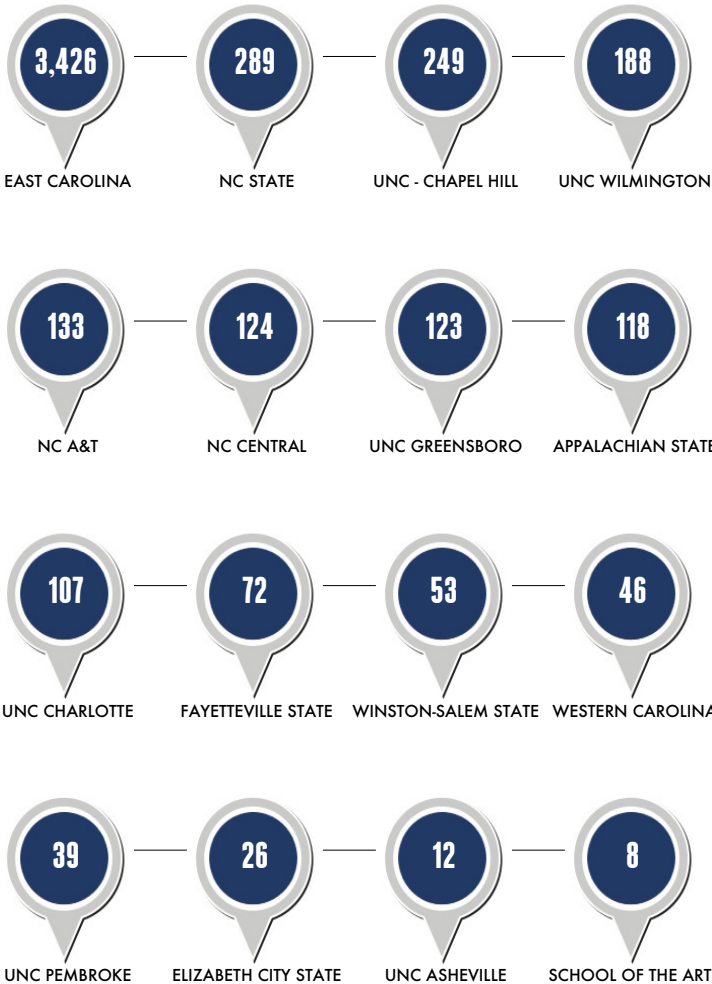 3,426 289 249 188
EAST CAROLINA NC STATE UNC - CHAPEL HILL UNC WILMINGTON
133 124 123 118
NC A&T NC CENTRAL UNC GREENSBORO APPALACHIAN STATE
107 72 53 46
UNC CHARLOTTE FAYETTEVILLE STATE WINSTON-SALEM STATE WESTERN CAROLINA
39 26 12 8
UNC PEMBROKE ELIZABETH CITY STATE UNC ASHEVILLE SCHOOL OF THE ART